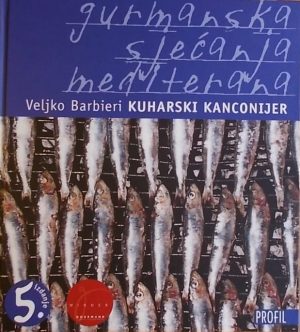 gurmanska
sjećanja
mediterana
Veljko Barbieri KUHARSKI KANCONIJER
5.
izdanje
PROFIL